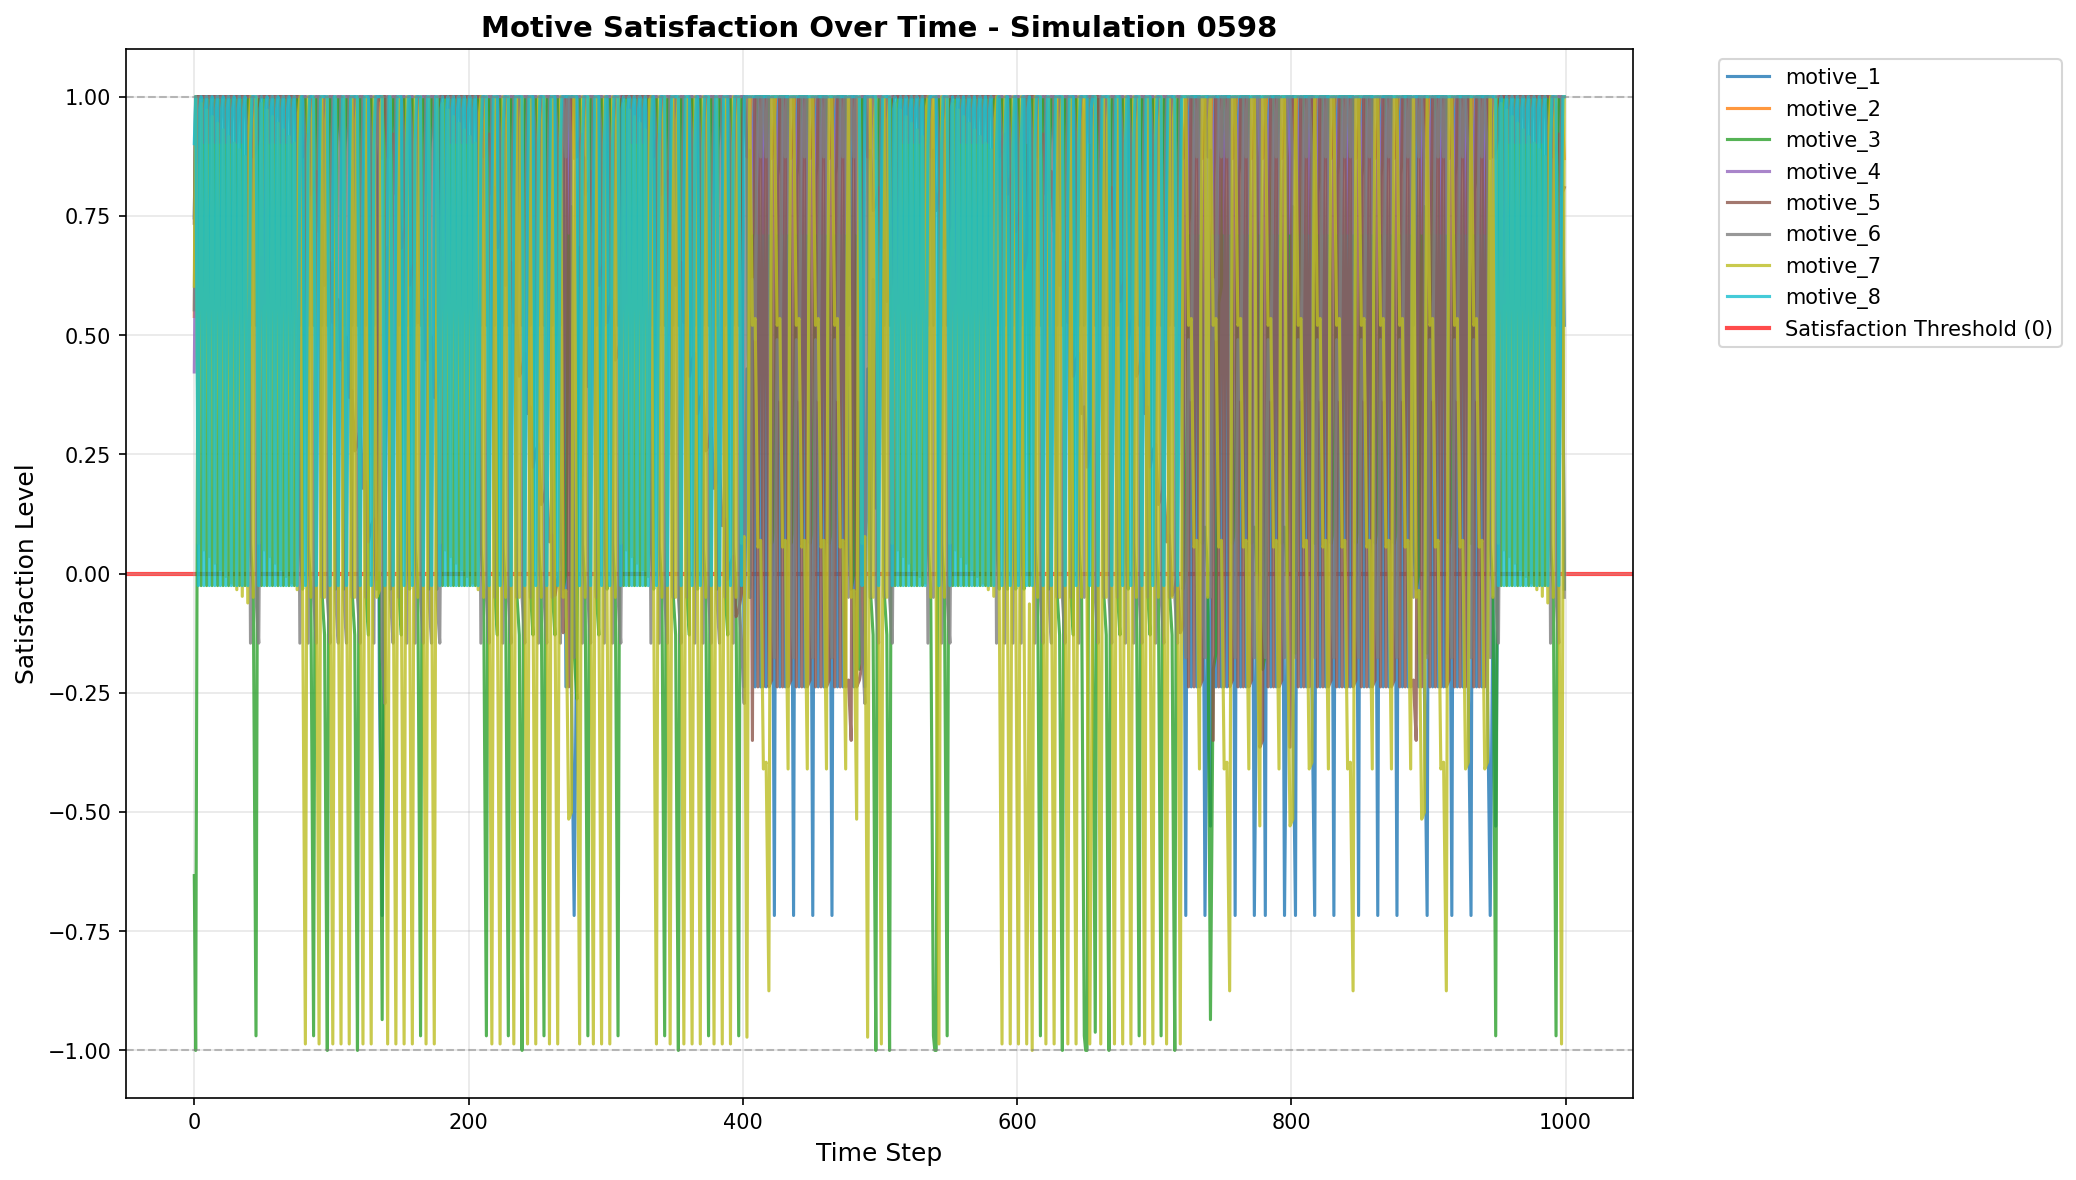 Motive Satisfaction Over Time - Simulation 0598
Satisfaction Level
1.00
0.75
0.50
0.25
0.00
−0.25
−0.50
−0.75
−1.00
0
200
400
600
800
1000
Time Step
motive_1
motive_2
motive_3
motive_4
motive_5
motive_6
motive_7
motive_8
Satisfaction Threshold (0)